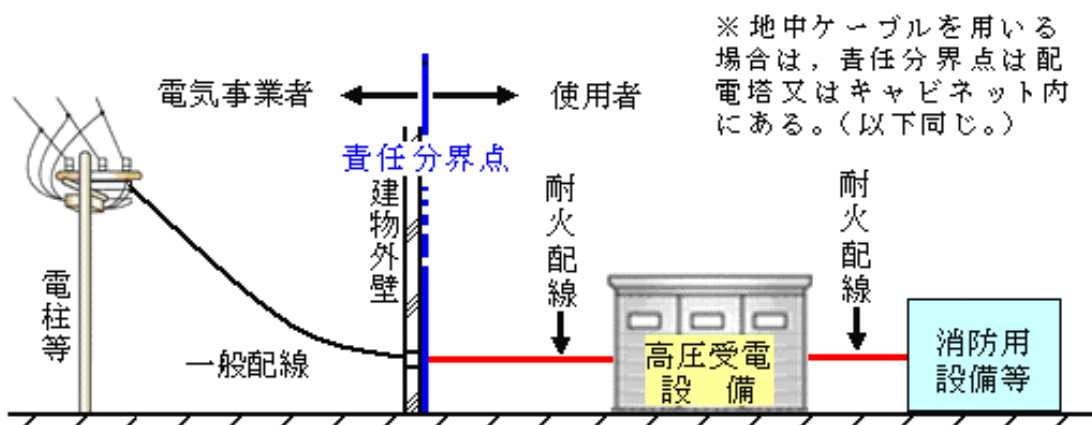 ※地中ケーブルを用いる
場合は，責任分界点は配
電塔又はキャビネット内
にある。（以下同じ。）
電気事業者
使用者
責任分界点
建物外壁
耐火配線
耐火配線
電柱等
一般配線
高圧受電
設備
消防用
設備等